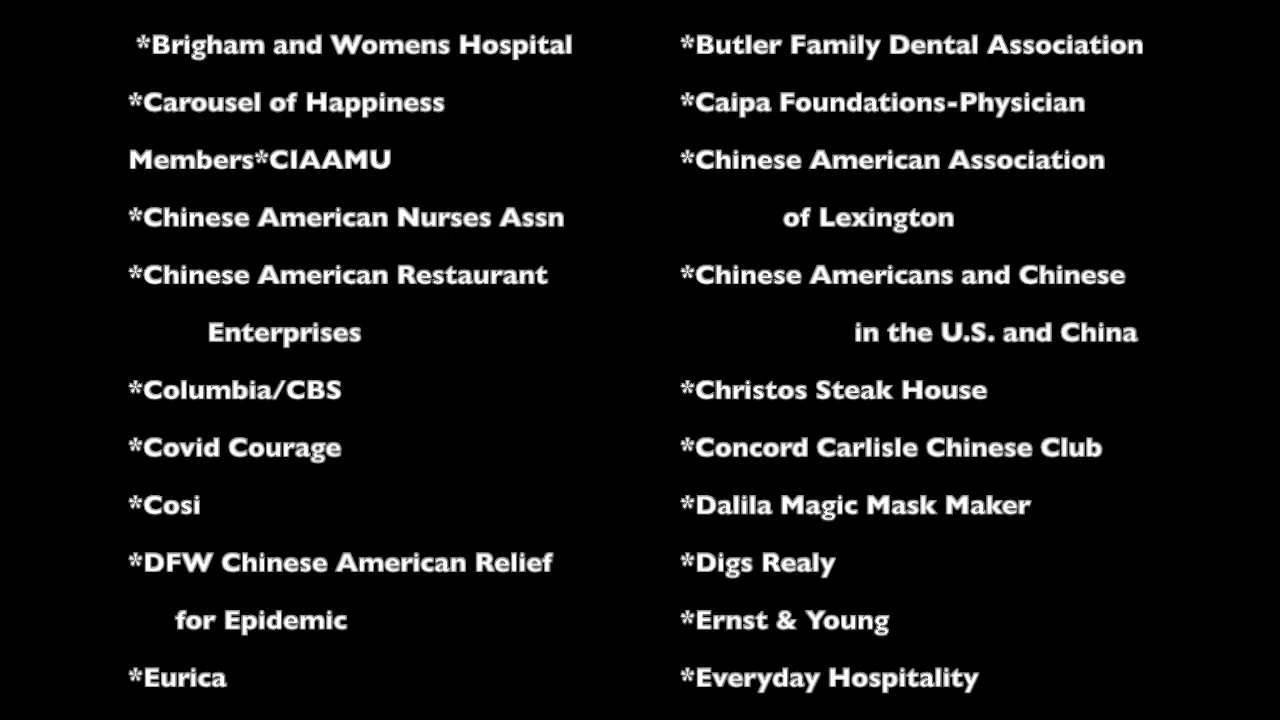 *Brigham and Womens Hospital
*Carousel of Happiness
Members*CIAAMU
*Chinese American Nurses Assn
*Chinese American Restaurant
Enterprises
*Columbia/CBS
*Covid Courage
*Cosi
*DFW Chinese American Relief
for Epidemic
*Eurica
*Butler Family Dental Association
*Caipa Foundations-Physician
*Chinese American Association
of Lexington
*Chinese Americans and Chinese
in the U.S. and China
*Christos Steak House
*Concord Carlisle Chinese Club
*Dalila Magic Mask Maker
*Digs Realy
*Ernst & Young
*Everyday Hospitality